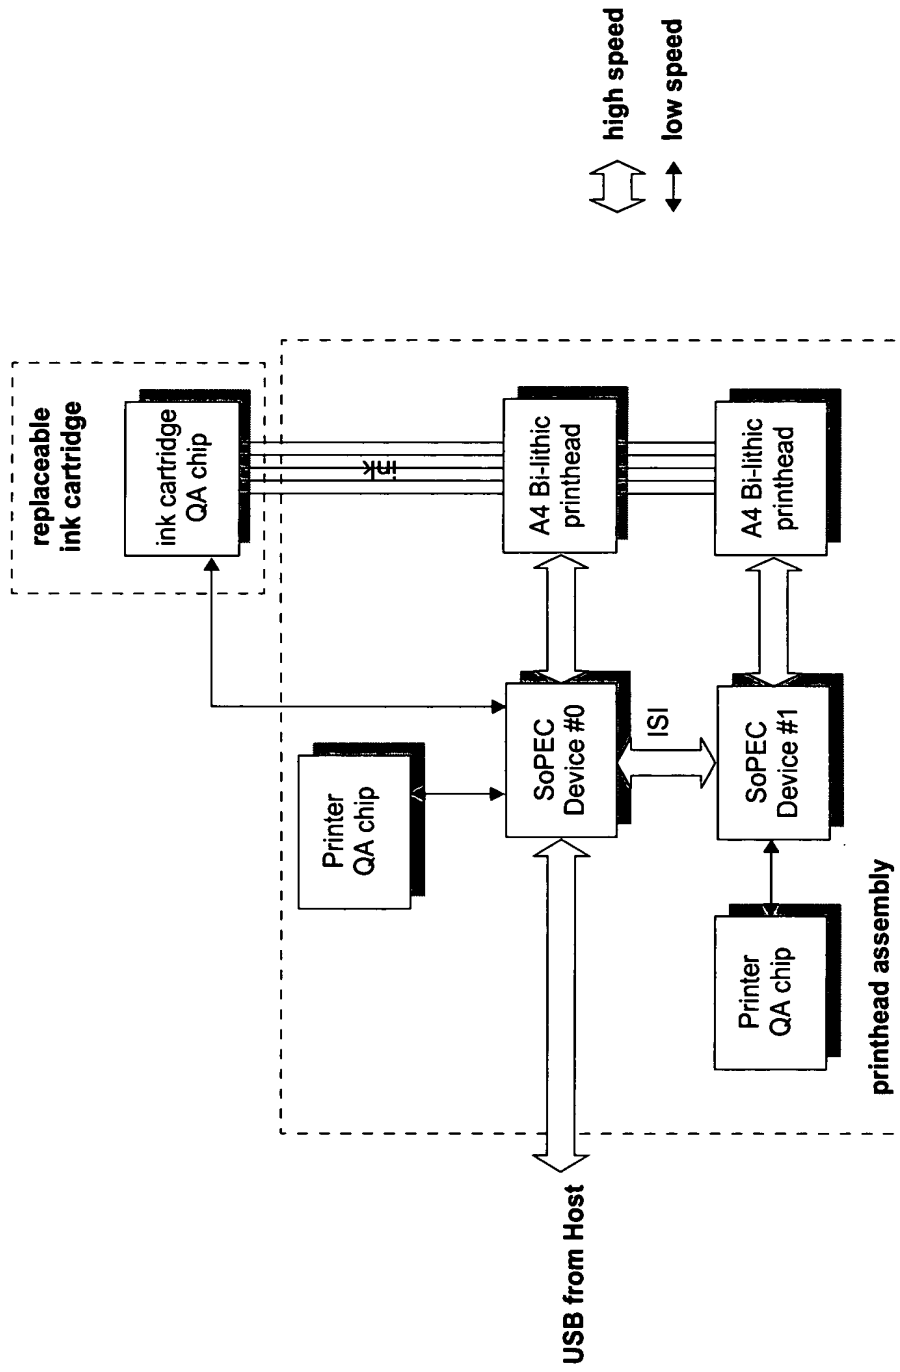 replaceable
ink cartridge
ink cartridge
QA chip
ink
Printer
QA chip
USB from Host
SoPEC
Device #0
A4 Bi-lithic
printhead
ISI
Printer
QA chip
SoPEC
Device #1
A4 Bi-lithic
printhead
printhead assembly
high speed
low speed